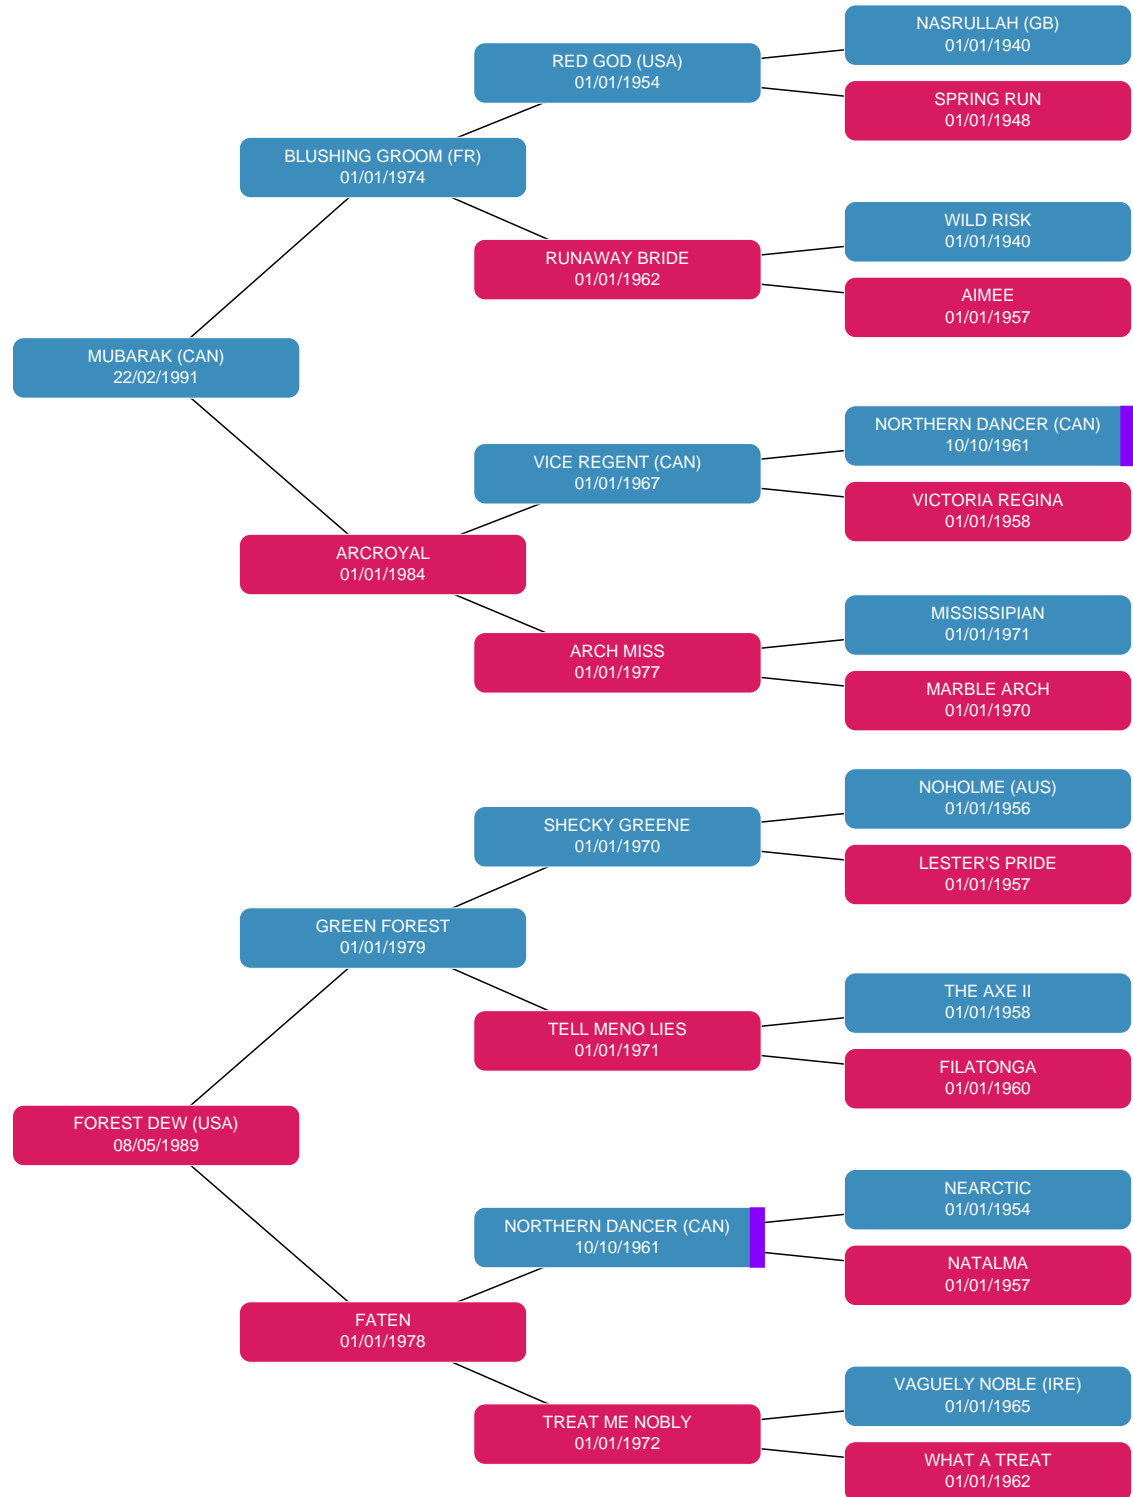 NASRULLAH (GB)
01/01/1940
RED GOD (USA)
01/01/1954
SPRING RUN
01/01/1948
BLUSHING GROOM (FR)
01/01/1974
WILD RISK
01/01/1940
RUNAWAY BRIDE
01/01/1962
AIMEE
01/01/1957
MUBARAK (CAN)
22/02/1991
NORTHERN DANCER (CAN)
10/10/1961
VICE REGENT (CAN)
01/01/1967
VICTORIA REGINA
01/01/1958
ARCROYAL
01/01/1984
MISSISSIPIAN
01/01/1971
ARCH MISS
01/01/1977
MARBLE ARCH
01/01/1970
NOHOLME (AUS)
01/01/1956
SHECKY GREENE
01/01/1970
LESTER'S PRIDE
01/01/1957
GREEN FOREST
01/01/1979
THE AXE II
01/01/1958
TELL MENO LIES
01/01/1971
FILATONGA
01/01/1960
FOREST DEW (USA)
08/05/1989
NEARCTIC
01/01/1954
NORTHERN DANCER (CAN)
10/10/1961
NATALMA
01/01/1957
FATEN
01/01/1978
VAGUELY NOBLE (IRE)
01/01/1965
TREAT ME NOBLY
01/01/1972
WHAT A TREAT
01/01/1962